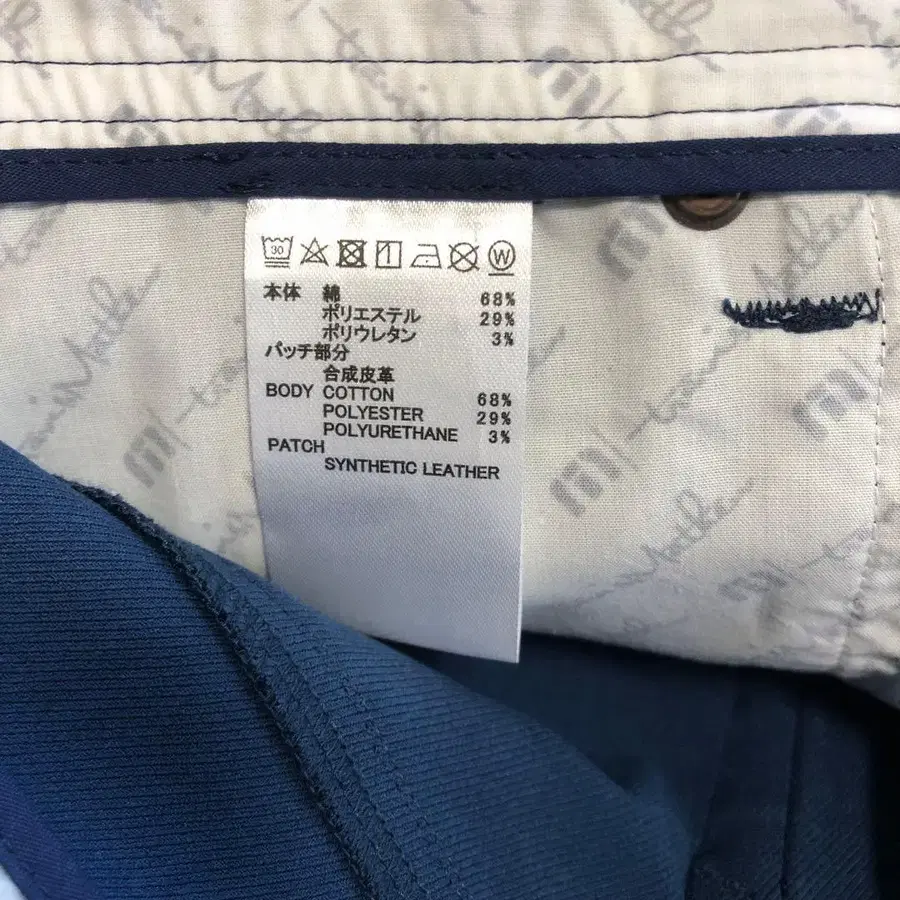 30
W
本体 綿 68%
ポリエステル 29%
ポリウレタン 3%
パッチ部分
合成皮革
BODY COTTON 68%
POLYESTER 29%
POLYURETHANE 3%
PATCH
SYNTHETIC LEATHER